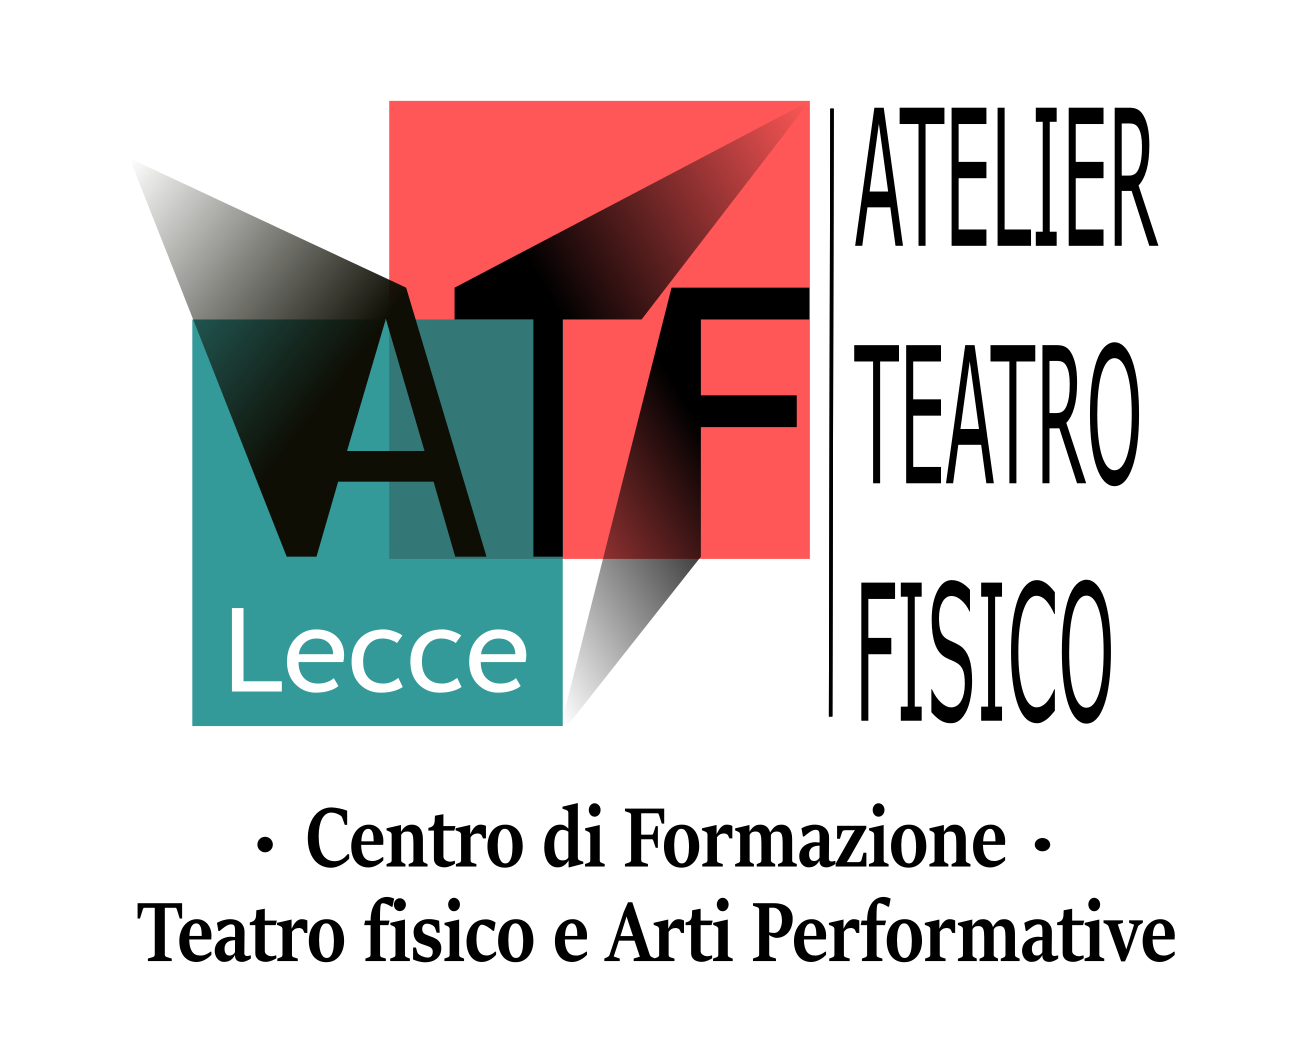 ATF
Lecce
ATELIER
TEATRO
FISICO
· Centro di Formazione ·
Teatro fisico e Arti Performative